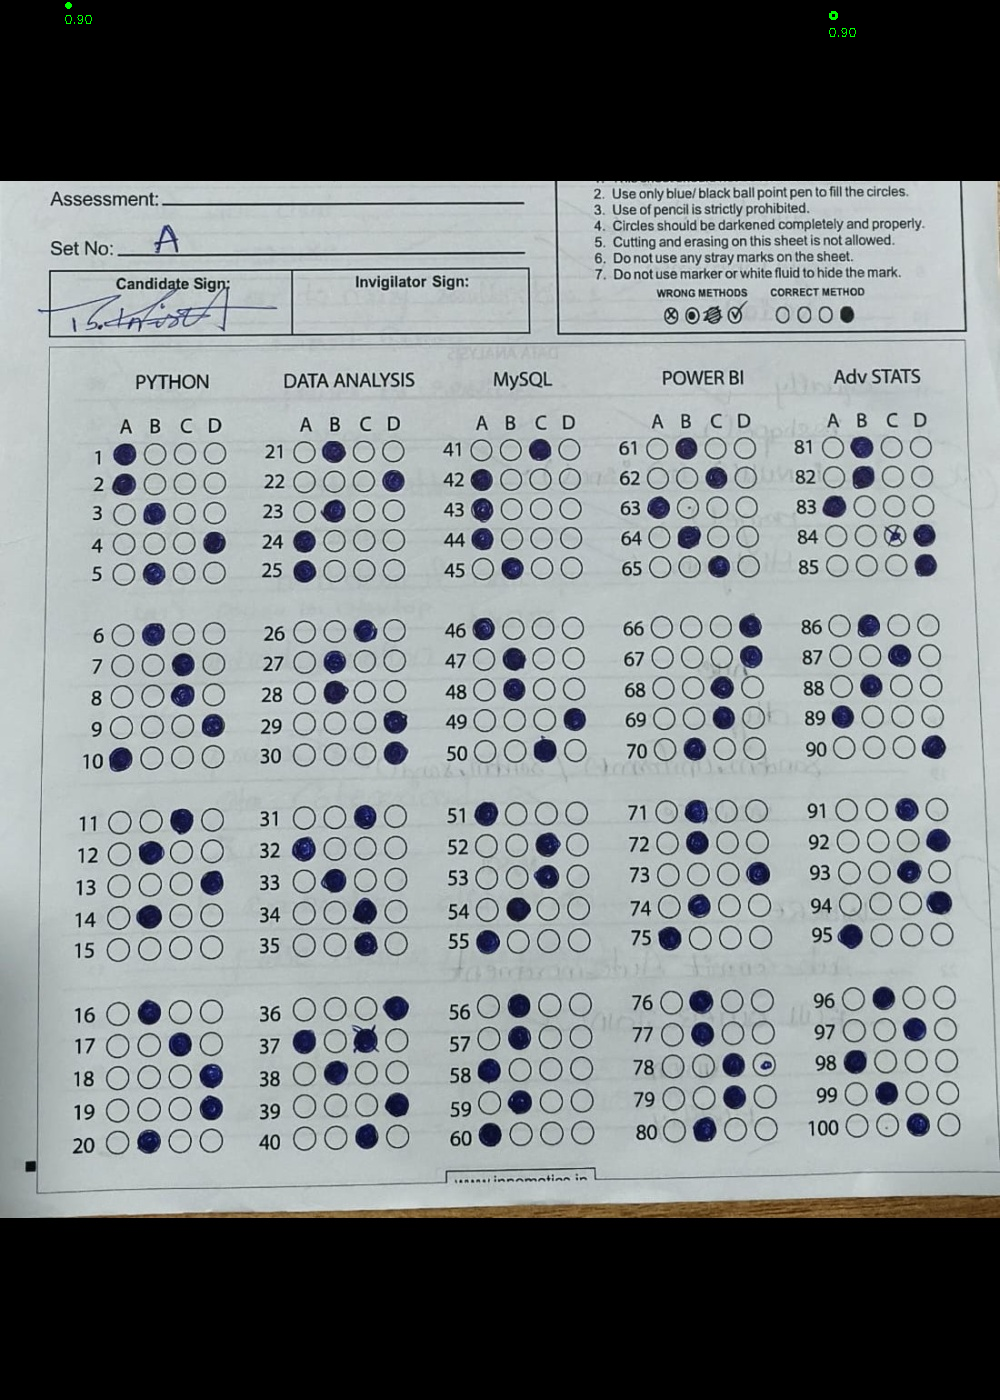 0.90
0.90
Assessment:
Set No: A
Candidate Sign:
Invigilator Sign:
2. Use only blue/ black ball point pen to fill the circles.
3. Use of pencil is strictly prohibited.
4. Circles should be darkened completely and properly.
5. Cutting and erasing on this sheet is not allowed.
6. Do not use any stray marks on the sheet.
7. Do not use marker or white fluid to hide the mark.
WRONG METHODS CORRECT METHOD
PYTHON DATA ANALYSIS MySQL POWER BI Adv STATS
A B C D A B C D A B C D A B C D A B C D
1 21 41 61 81
2 22 42 62 82
3 23 43 63 83
4 24 44 64 84
5 25 45 65 85
6 26 46 66 86
7 27 47 67 87
8 28 48 68 88
9 29 49 69 89
10 30 50 70 90
11 31 51 71 91
12 32 52 72 92
13 33 53 73 93
14 34 54 74 94
15 35 55 75 95
16 36 56 76 96
17 37 57 77 97
18 38 58 78 98
19 39 59 79 99
20 40 60 80 100